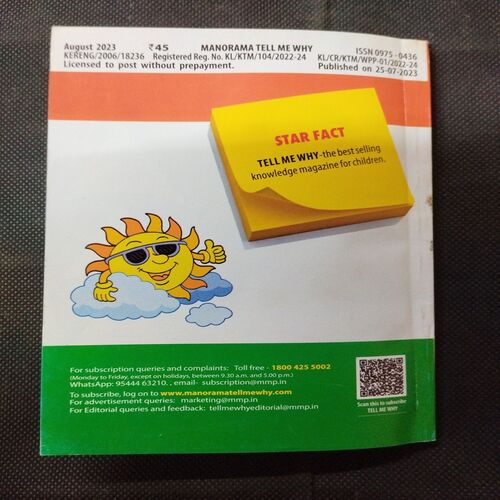 August 2023 ₹45 MANORAMA TELL ME WHY ISSN 0975-0436
KERENG/2006/18236 Registered Reg. No. KL/KTM/104/2022-24 KL/CR/KTM/WPP-01/2022-24
Licensed to post without prepayment. Published on 25-07-2023
STAR FACT
TELL ME WHY-the best selling
knowledge magazine for children.
For subscription queries and complaints: Toll free - 1800 425 5002
(Monday to Friday, except on holidays, between 9.30 a.m. and 5.00 p.m.)
WhatsApp: 95444 63210. , email- subscription@mmp.in
To subscribe, log on to www.manoramatellmewhy.com
For advertisement queries: marketing@mmp.in
For Editorial queries and feedback: tellmewhyeditorial@mmp.in
Scan this to subscribe
TELL ME WHY